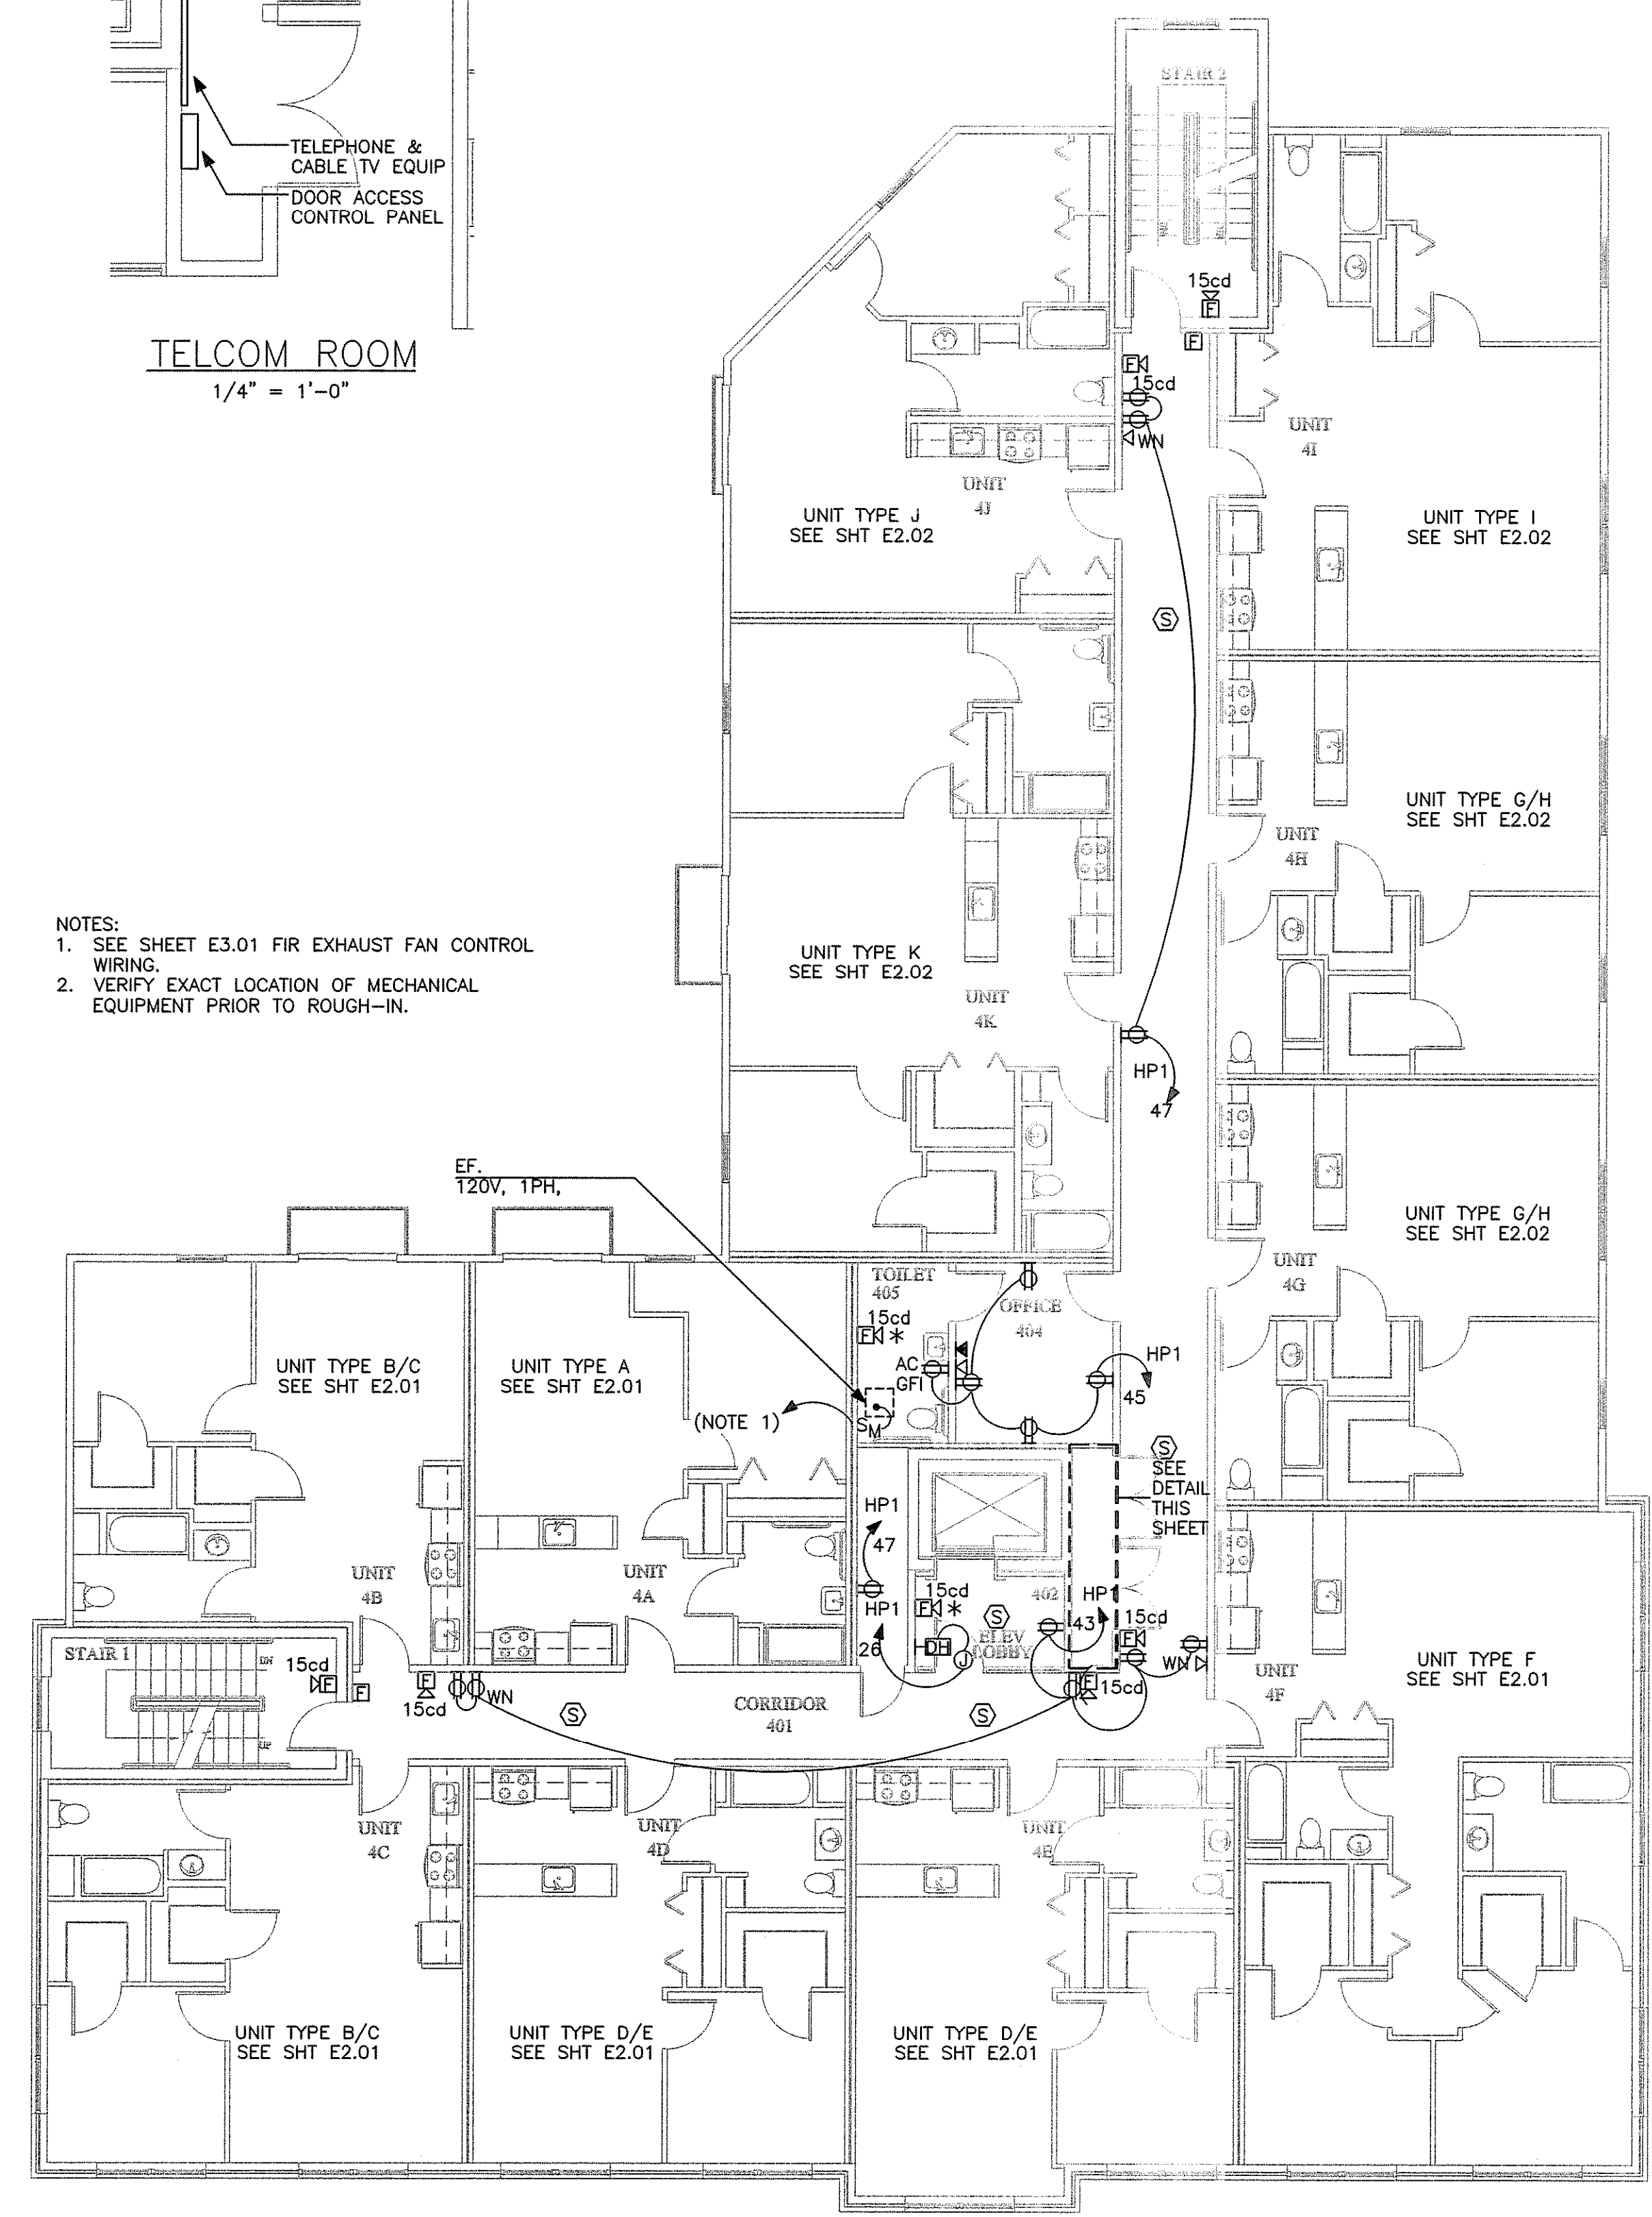 TELEPHONE &
CABLE TV EQUIP
DOOR ACCESS
CONTROL PANEL
TELCOM ROOM
1/4" = 1'-0"
STAIR 2
15cd
F
F
F
15cd
WN
UNIT
4I
UNIT
4J
UNIT TYPE J
SEE SHT E2.02
UNIT TYPE I
SEE SHT E2.02
S
UNIT TYPE G/H
SEE SHT E2.02
UNIT
4H
NOTES:
1. SEE SHEET E3.01 FIR EXHAUST FAN CONTROL
WIRING.
2. VERIFY EXACT LOCATION OF MECHANICAL
EQUIPMENT PRIOR TO ROUGH-IN.
UNIT TYPE K
SEE SHT E2.02
UNIT
4K
HP1
47
EF.
120V, 1PH,
UNIT TYPE G/H
SEE SHT E2.02
UNIT
4G
TOILET
405
OFFICE
404
15cd
F *
UNIT TYPE B/C
SEE SHT E2.01
UNIT TYPE A
SEE SHT E2.01
AC
GFI
HP1
45
(NOTE 1)
SM
S
SEE
DETAIL
THIS
SHEET
HP1
47
UNIT
4B
UNIT
4A
15cd
F *
402
HP1
43
HP1
26
S
DH
J
ELEV
LOBBY
15cd
F
WN
STAIR 1
DN
UP
15cd
F
F
F
15cd
WN
S
CORRIDOR
401
S
F
15cd
UNIT
4F
UNIT TYPE F
SEE SHT E2.01
UNIT
4C
UNIT
4D
UNIT
4E
UNIT TYPE B/C
SEE SHT E2.01
UNIT TYPE D/E
SEE SHT E2.01
UNIT TYPE D/E
SEE SHT E2.01